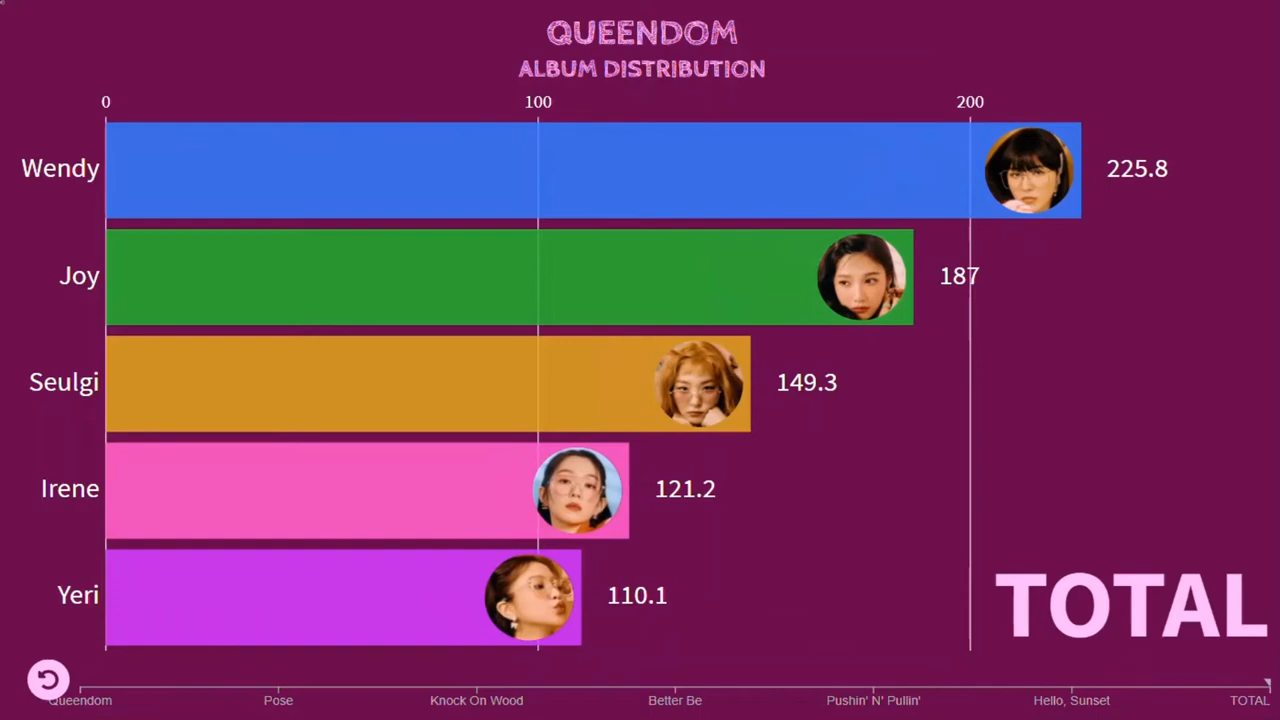 QUEENDOM
ALBUM DISTRIBUTION
0 100 200
Wendy 225.8
Joy 187
Seulgi 149.3
Irene 121.2
Yeri 110.1
TOTAL
Queendom Pose Knock On Wood Better Be Pushin' N' Pullin' Hello, Sunset TOTAL